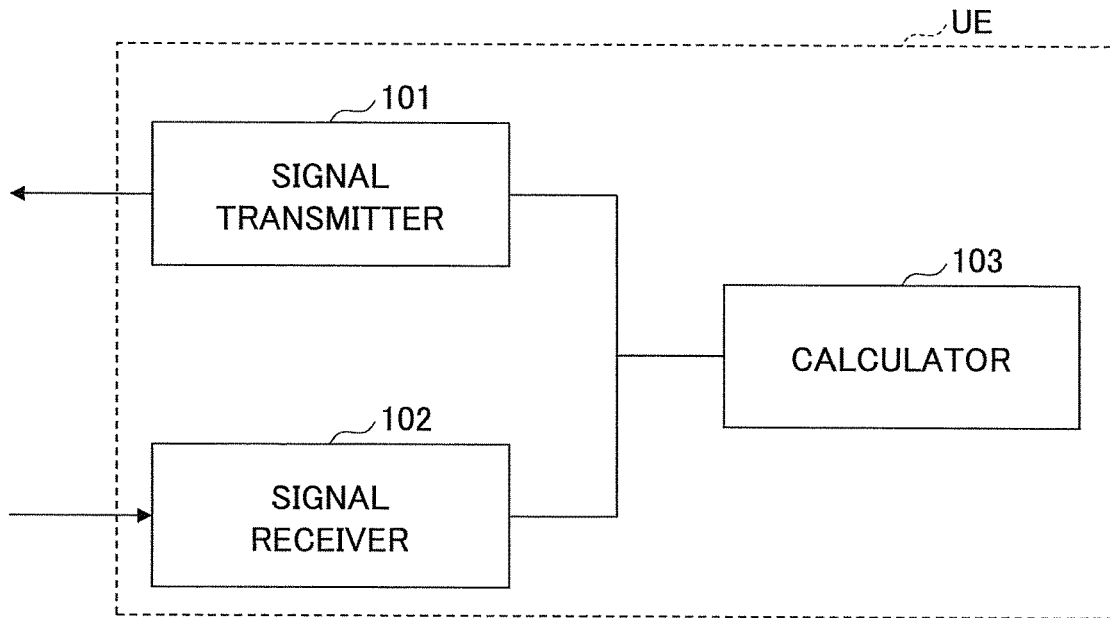 UE
101
SIGNAL
TRANSMITTER
103
CALCULATOR
102
SIGNAL
RECEIVER